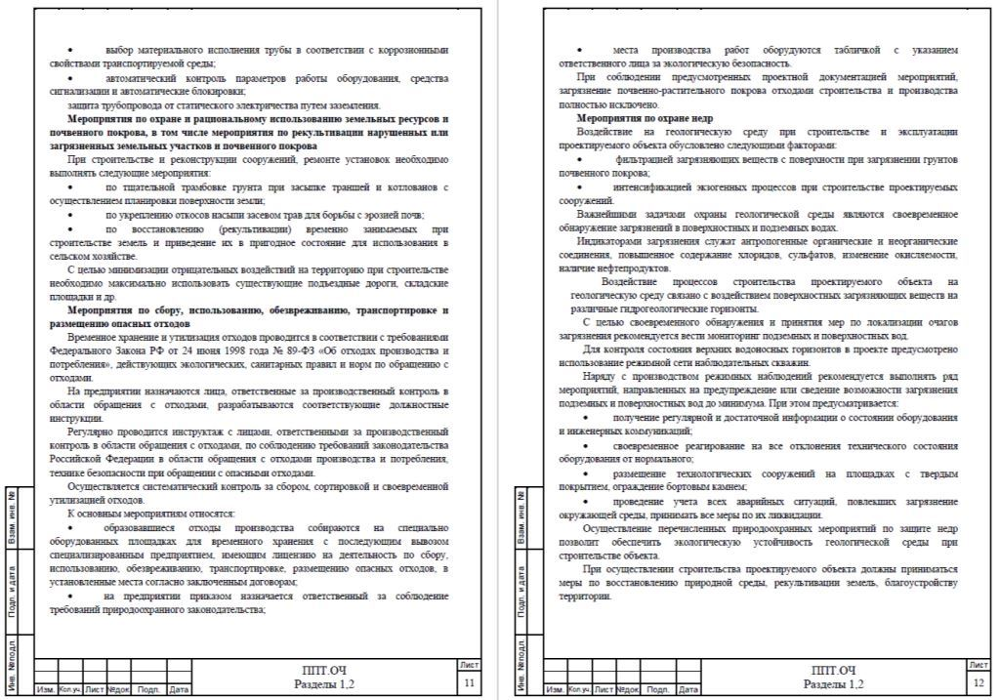 • выбор материального исполнения трубы в соответствии с коррозионными
свойствами транспортируемой среды;
• автоматический контроль параметров работы оборудования, средства
сигнализации и автоматические блокировки;
защита трубопровода от статического электричества путем заземления.
Мероприятия по охране и рациональному использованию земельных ресурсов и
почвенного покрова, в том числе мероприятия по рекультивации нарушенных или
загрязненных земельных участков и почвенного покрова
При строительстве и реконструкции сооружений, ремонте установок необходимо
выполнять следующие мероприятия:
• по тщательной трамбовке грунта при засыпке траншей и котлованов с
осуществлением планировки поверхности земли;
• по укреплению откосов насыпи засевом трав для борьбы с эрозией почв;
• по восстановлению (рекультивации) временно занимаемых при
строительстве земель и приведение их в пригодное состояние для использования в
сельском хозяйстве.
С целью минимизации отрицательных воздействий на территорию при строительстве
необходимо максимально использовать существующие подъездные дороги, складские
площадки и др.
Мероприятия по сбору, использованию, обезвреживанию, транспортировке и
размещению опасных отходов
Временное хранение и утилизация отходов проводится в соответствии с требованиями
Федерального Закона РФ от 24 июня 1998 года № 89-ФЗ «Об отходах производства и
потребления», действующих экологических, санитарных правил и норм по обращению с
отходами.
На предприятии назначаются лица, ответственные за производственный контроль в
области обращения с отходами, разрабатываются соответствующие должностные
инструкции.
Регулярно проводится инструктаж с лицами, ответственными за производственный
контроль в области обращения с отходами, по соблюдению требований законодательства
Российской Федерации в области обращения с отходами производства и потребления,
технике безопасности при обращении с опасными отходами.
Осуществляется систематический контроль за сбором, сортировкой и своевременной
утилизацией отходов.
К основным мероприятиям относятся:
• образовавшиеся отходы производства собираются на специально
оборудованных площадках для временного хранения с последующим вывозом
специализированным предприятием, имеющим лицензию на деятельность по сбору,
использованию, обезвреживанию, транспортировке, размещению опасных отходов, в
установленные места согласно заключенным договорам;
• на предприятии приказом назначается ответственный за соблюдение
требований природоохранного законодательства;
Взам. инв. №
Подп. и дата
Инв. №подл.
Изм. Кол.уч. Лист №док Подп. Дата
ППТ.ОЧ
Разделы 1,2
Лист
11
• места производства работ оборудуются табличкой с указанием
ответственного лица за экологическую безопасность.
При соблюдении предусмотренных проектной документацией мероприятий,
загрязнение почвенно-растительного покрова отходами строительства и производства
полностью исключено.
Мероприятия по охране недр
Воздействие на геологическую среду при строительстве и эксплуатации
проектируемого объекта обусловлено следующими факторами:
• фильтрацией загрязняющих веществ с поверхности при загрязнении грунтов
почвенного покрова;
• интенсификацией экзогенных процессов при строительстве проектируемых
сооружений.
Важнейшими задачами охраны геологической среды являются своевременное
обнаружение загрязнений в поверхностных и подземных водах.
Индикаторами загрязнения служат антропогенные органические и неорганические
соединения, повышенное содержание хлоридов, сульфатов, изменение окисляемости,
наличие нефтепродуктов.
Воздействие процессов строительства проектируемого объекта на
геологическую среду связано с воздействием поверхностных загрязняющих веществ на
различные гидрогеологические горизонты.
С целью своевременного обнаружения и принятия мер по локализации очагов
загрязнения рекомендуется вести мониторинг подземных и поверхностных вод.
Для контроля состояния верхних водоносных горизонтов в проекте предусмотрено
использование режимной сети наблюдательных скважин.
Наряду с производством режимных наблюдений рекомендуется выполнять ряд
мероприятий, направленных на предупреждение или сведение возможности загрязнения
подземных и поверхностных вод до минимума. При этом предусматривается:
• получение регулярной и достаточной информации о состоянии оборудования
и инженерных коммуникаций;
• своевременное реагирование на все отклонения технического состояния
оборудования от нормального;
• размещение технологических сооружений на площадках с твердым
покрытием, ограждение бортовым камнем;
• проведение учета всех аварийных ситуаций, повлекших загрязнение
окружающей среды, принимать все меры по их ликвидации.
Осуществление перечисленных природоохранных мероприятий по защите недр
позволит обеспечить экологическую устойчивость геологической среды при
строительстве объекта.
При осуществлении строительства проектируемого объекта должны приниматься
меры по восстановлению природной среды, рекультивации земель, благоустройству
территории.
Взам. инв. №
Подп. и дата
Инв. №подл.
Изм. Кол.уч. Лист №док Подп. Дата
ППТ.ОЧ
Разделы 1,2
Лист
12